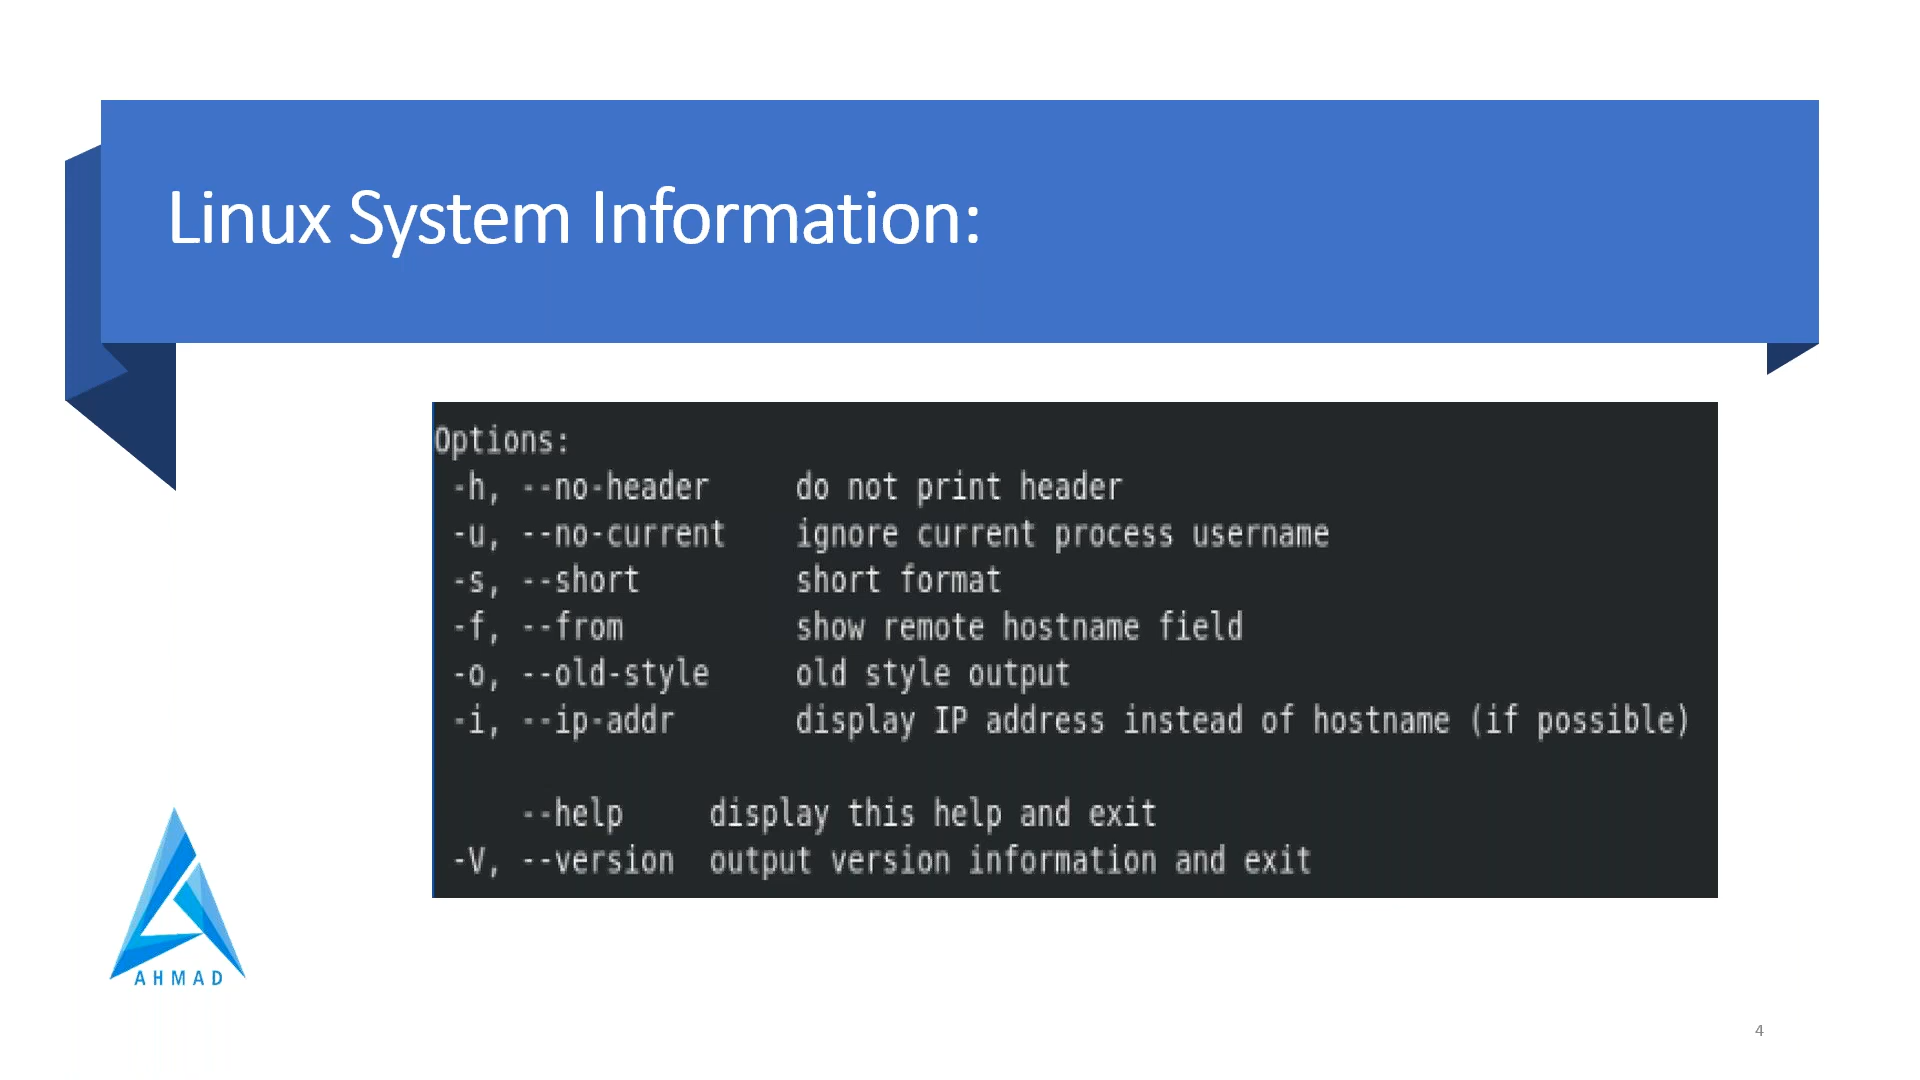 Linux System Information:
Options:
-h, --no-header     do not print header
-u, --no-current    ignore current process username
-s, --short         short format
-f, --from          show remote hostname field
-o, --old-style     old style output
-i, --ip-addr       display IP address instead of hostname (if possible)
    --help     display this help and exit
-V, --version  output version information and exit
AHMAD
4